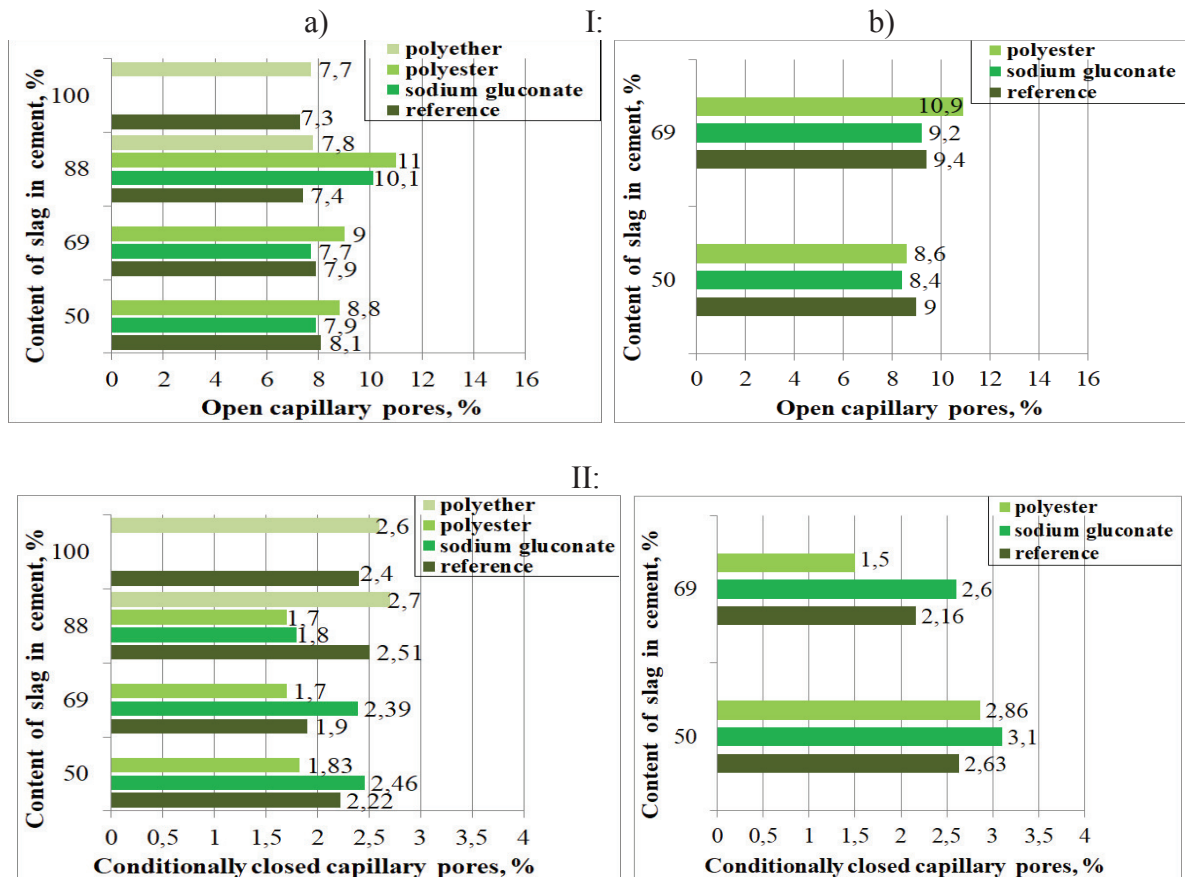 a)
I:
b)
polyether
polyester
sodium gluconate
reference
Content of slag in cement, %
100
88
69
50
7,7
7,3
7,8
11
10,1
7,4
9
7,7
7,9
8,8
7,9
8,1
0 2 4 6 8 10 12 14 16
Open capillary pores, %
polyester
sodium gluconate
reference
Content of slag in cement, %
69
50
10,9
9,2
9,4
8,6
8,4
9
0 2 4 6 8 10 12 14 16
Open capillary pores, %
II:
polyether
polyester
sodium gluconate
reference
Content of slag in cement, %
100
88
69
50
2,6
2,4
2,7
1,7
1,8
2,51
1,7
2,39
1,9
1,83
2,46
2,22
0 0,5 1 1,5 2 2,5 3 3,5 4
Conditionally closed capillary pores, %
polyester
sodium gluconate
reference
Content of slag in cement, %
69
50
1,5
2,6
2,16
2,86
3,1
2,63
0 0,5 1 1,5 2 2,5 3 3,5 4
Conditionally closed capillary pores, %